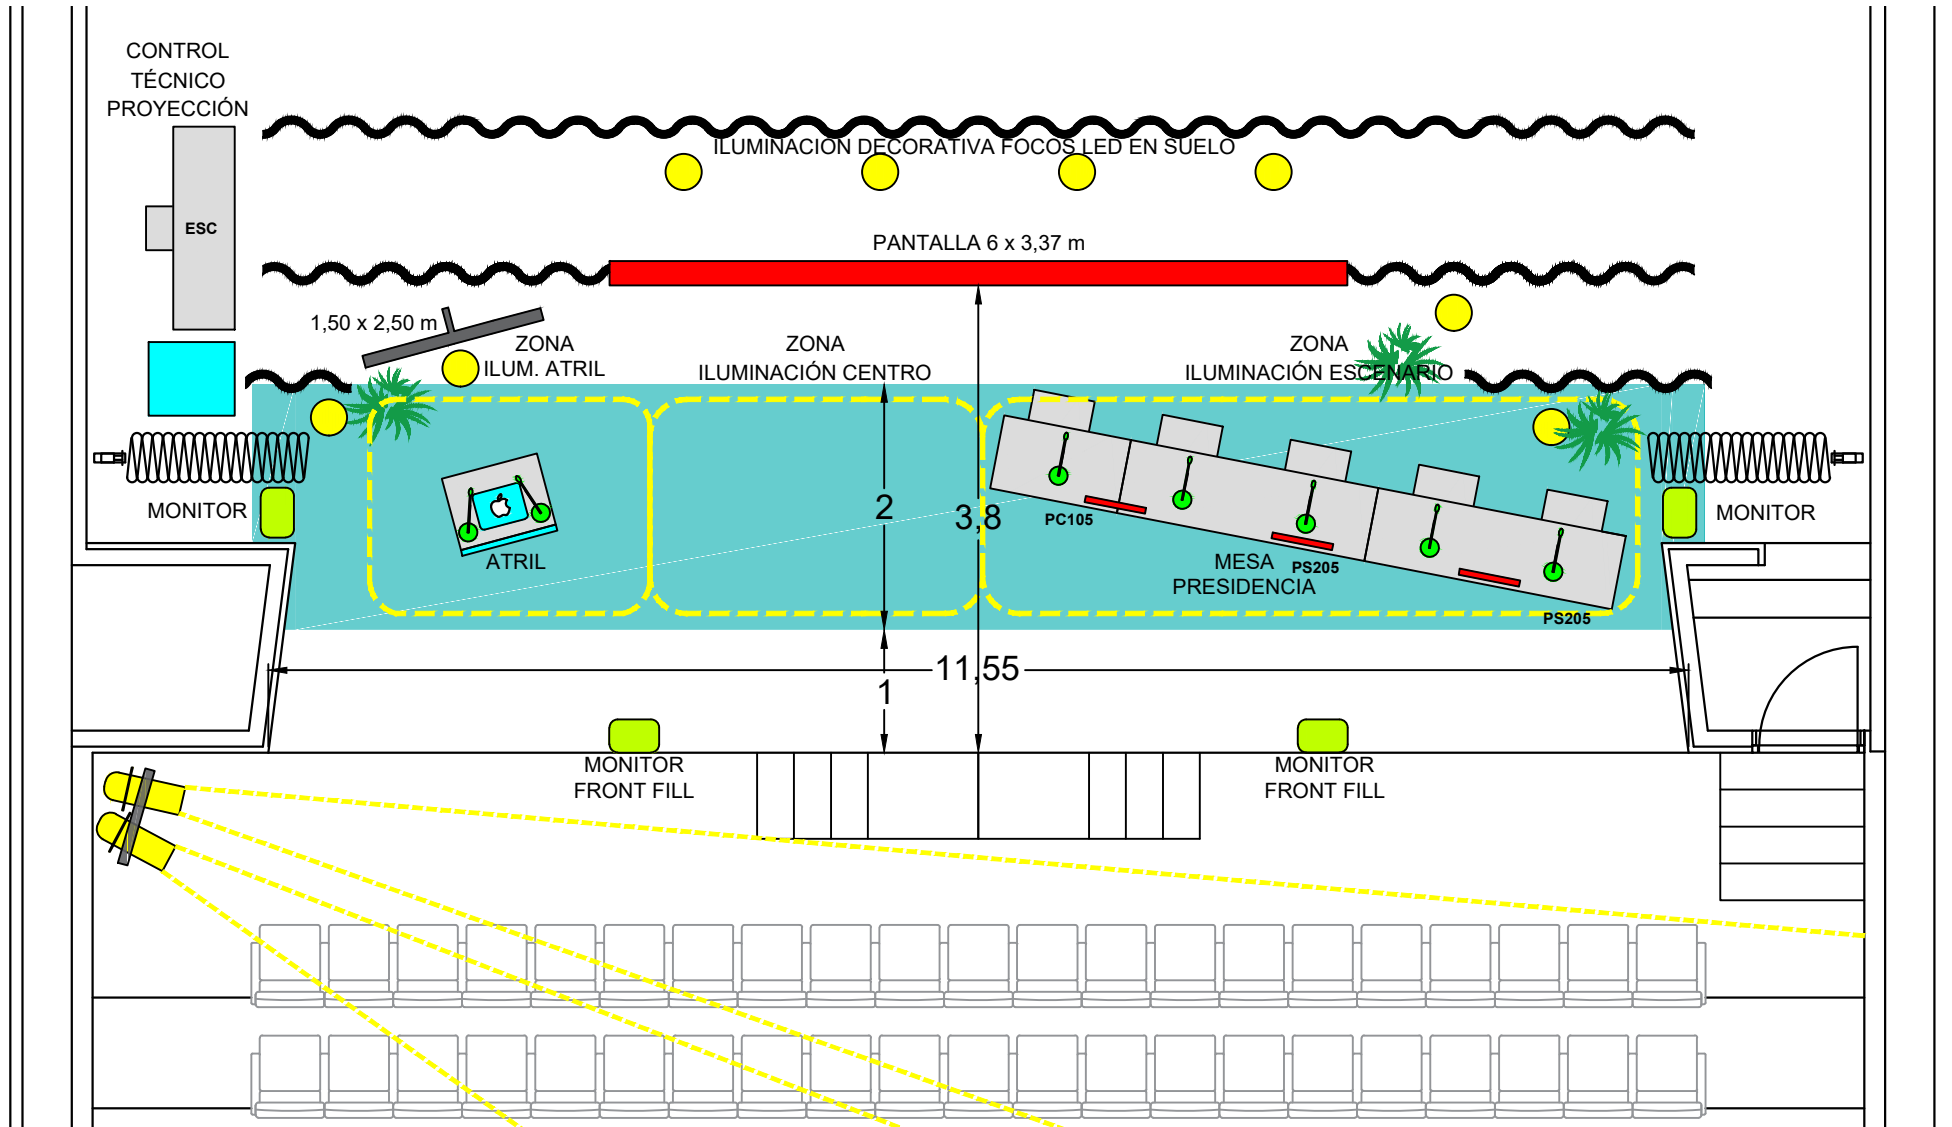 CONTROL
TÉCNICO
PROYECCIÓN
ILUMINACIÓN DECORATIVA FOCOS LED EN SUELO
ESC
PANTALLA 6 x 3,37 m
1,50 x 2,50 m
ZONA
ILUM. ATRIL
ZONA
ILUMINACIÓN CENTRO
ZONA
ILUMINACIÓN ESCENARIO
MONITOR
ATRIL
2
3,8
PC105
MESA
PRESIDENCIA
PS205
PS205
MONITOR
11,55
1
MONITOR
FRONT FILL
MONITOR
FRONT FILL